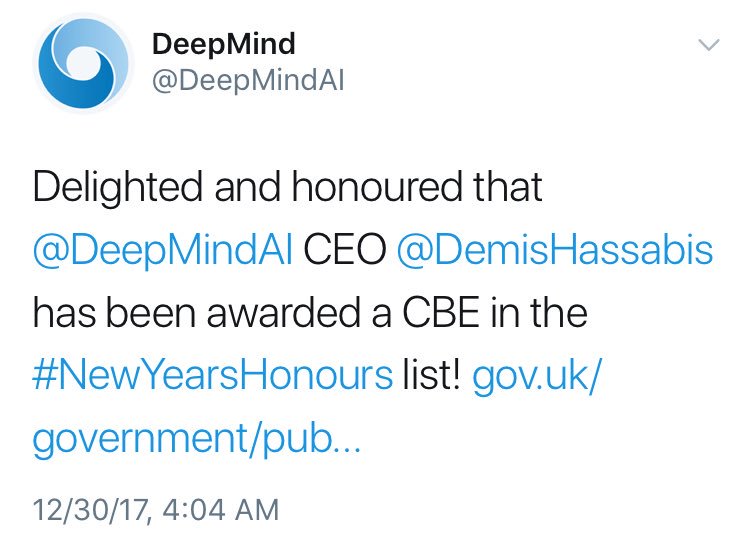 DeepMind
@DeepMindAI
Delighted and honoured that
@DeepMindAI CEO @DemisHassabis
has been awarded a CBE in the
#NewYearsHonours list! gov.uk/
government/pub...
12/30/17, 4:04 AM